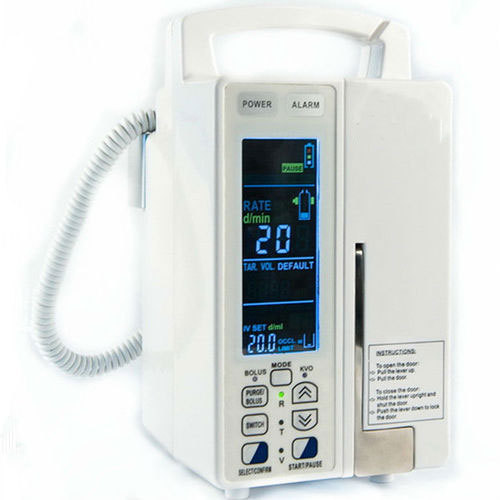 POWER ALARM
PAUSE
RATE
d/min
20
TAR. VOL. DEFAULT
IV SET d/ml
20.0 OCCL
LIMIT
BOLUS MODE KVO
PURGE/
BOLUS
R
SWITCH
T
V
SELECT/CONFIRM START/PAUSE
INSTRUCTIONS:
To open the door:
Pull the lever up.
Pull the door.
To close the door:
Hold the lever upright and
shut the door.
Push the lever down to lock
the door.